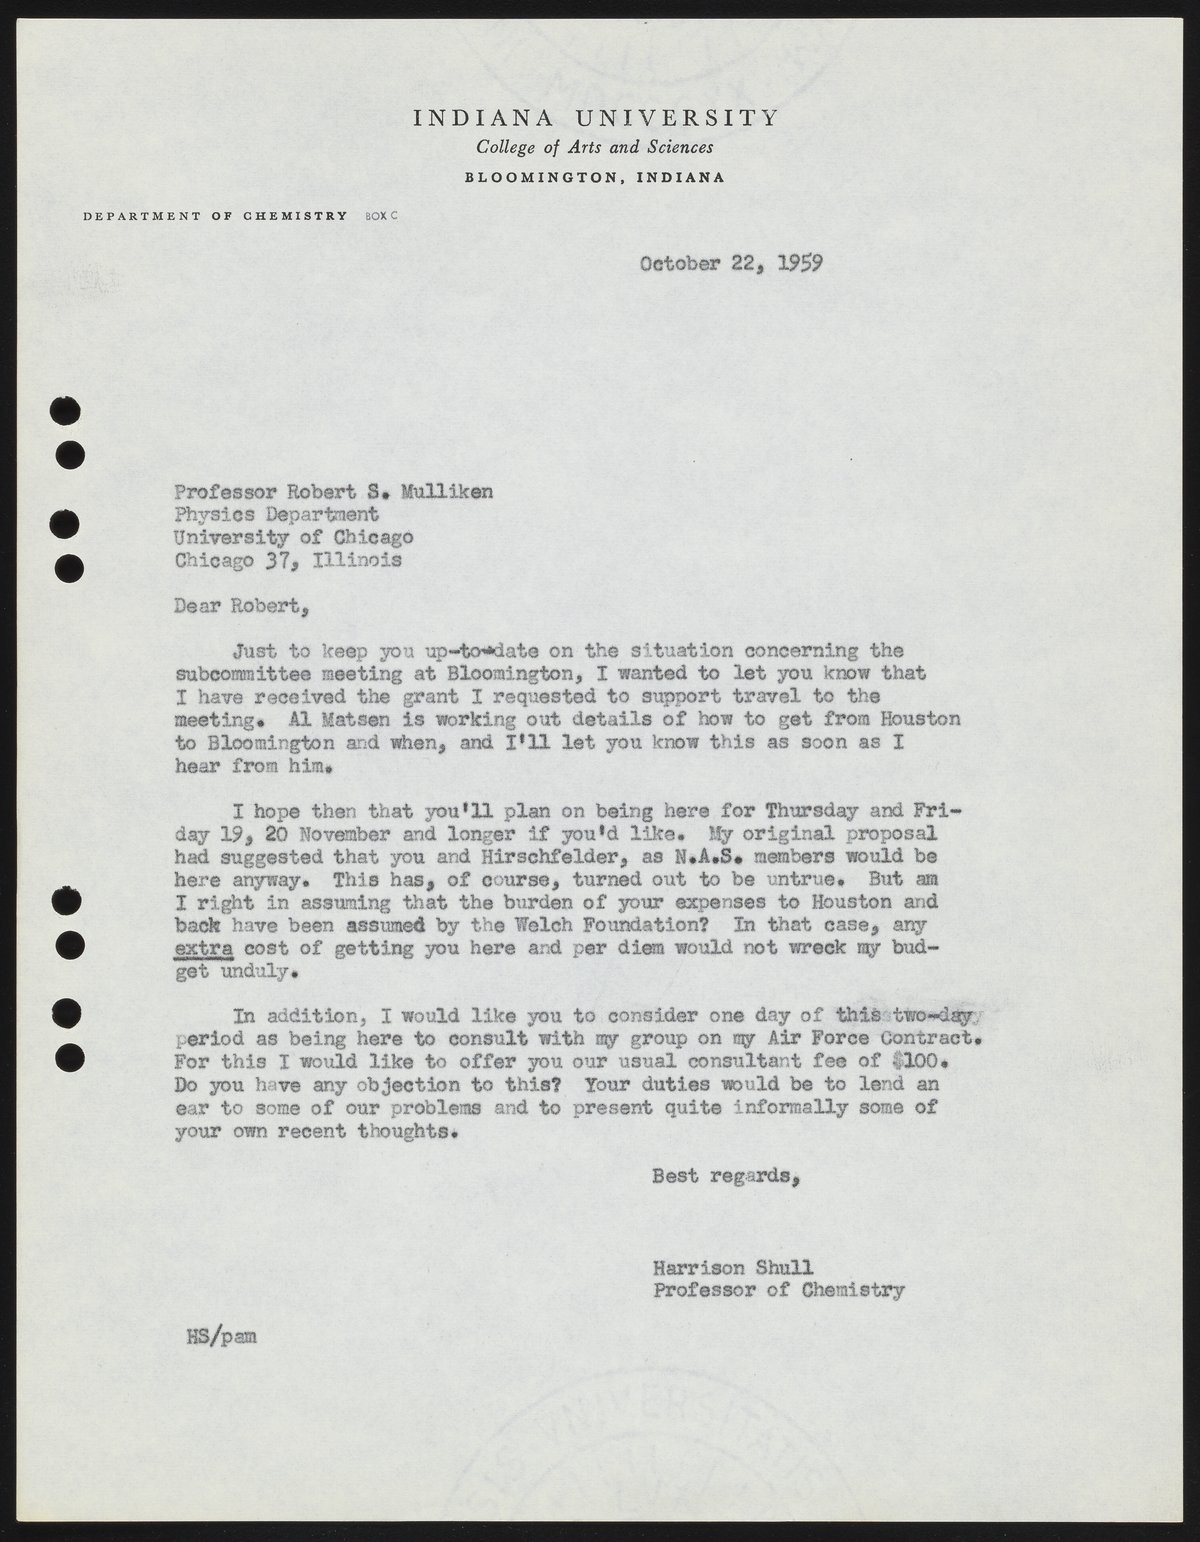 INDIANA UNIVERSITY
College of Arts and Sciences
BLOOMINGTON, INDIANA
DEPARTMENT OF CHEMISTRY BOX C
October 22, 1959
Professor Robert S. Mulliken
Physics Department
University of Chicago
Chicago 37, Illinois
Dear Robert,
Just to keep you up-to-date on the situation concerning the
subcommittee meeting at Bloomington, I wanted to let you know that
I have received the grant I requested to support travel to the
meeting. Al Matsen is working out details of how to get from Houston
to Bloomington and when, and I'll let you know this as soon as I
hear from him.
I hope then that you'll plan on being here for Thursday and Fri-
day 19, 20 November and longer if you'd like. My original proposal
had suggested that you and Hirschfelder, as N.A.S. members would be
here anyway. This has, of course, turned out to be untrue. But am
I right in assuming that the burden of your expenses to Houston and
back have been assumed by the Welch Foundation? In that case, any
extra cost of getting you here and per diem would not wreck my bud-
get unduly.
In addition, I would like you to consider one day of this two-day
period as being here to consult with my group on my Air Force Contract.
For this I would like to offer you our usual consultant fee of $100.
Do you have any objection to this? Your duties would be to lend an
ear to some of our problems and to present quite informally some of
your own recent thoughts.
Best regards,
Harrison Shull
Professor of Chemistry
HS/pam